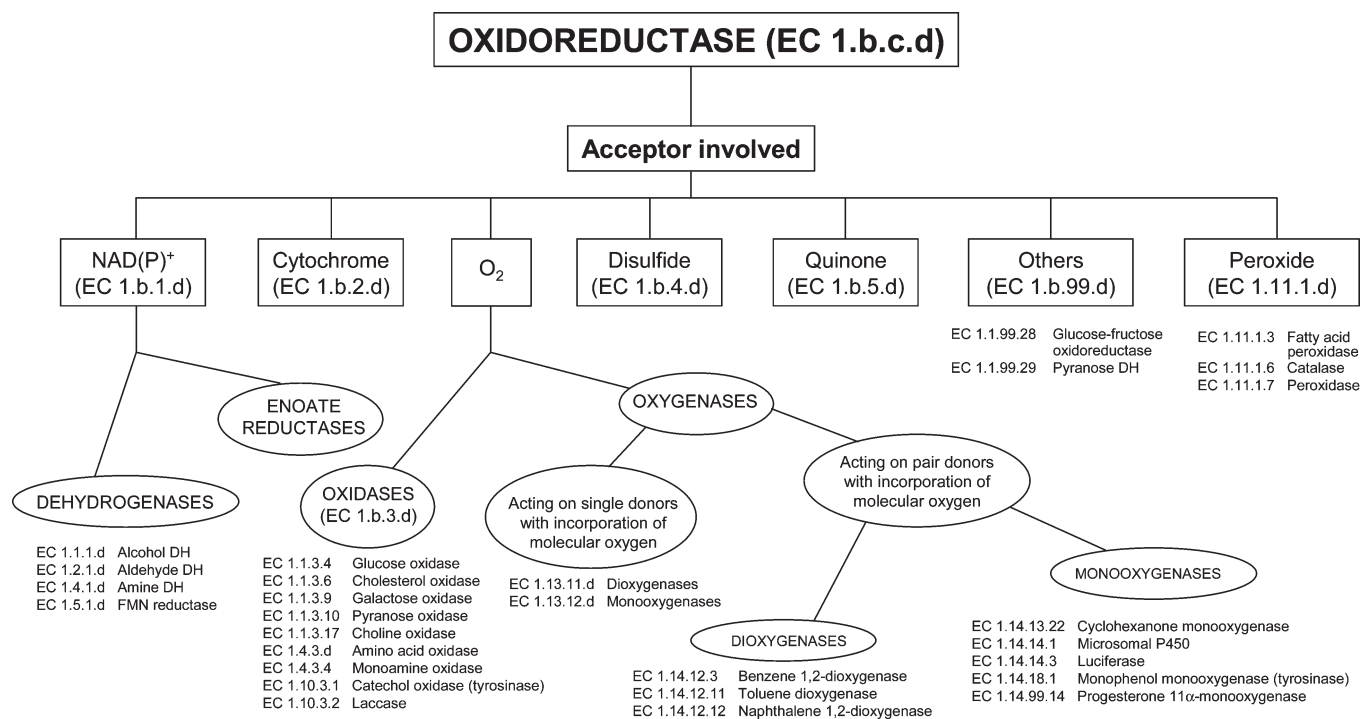 OXIDOREDUCTASE (EC 1.b.c.d)
Acceptor involved
NAD(P)+
(EC 1.b.1.d)
Cytochrome
(EC 1.b.2.d)
O2
Disulfide
(EC 1.b.4.d)
Quinone
(EC 1.b.5.d)
Others
(EC 1.b.99.d)
Peroxide
(EC 1.11.1.d)
EC 1.1.99.28 Glucose-fructose
oxidoreductase
EC 1.1.99.29 Pyranose DH
EC 1.11.1.3 Fatty acid
peroxidase
EC 1.11.1.6 Catalase
EC 1.11.1.7 Peroxidase
ENOATE
REDUCTASES
DEHYDROGENASES
EC 1.1.1.d Alcohol DH
EC 1.2.1.d Aldehyde DH
EC 1.4.1.d Amine DH
EC 1.5.1.d FMN reductase
OXIDASES
(EC 1.b.3.d)
EC 1.1.3.4 Glucose oxidase
EC 1.1.3.6 Cholesterol oxidase
EC 1.1.3.9 Galactose oxidase
EC 1.1.3.10 Pyranose oxidase
EC 1.1.3.17 Choline oxidase
EC 1.4.3.d Amino acid oxidase
EC 1.4.3.4 Monoamine oxidase
EC 1.10.3.1 Catechol oxidase (tyrosinase)
EC 1.10.3.2 Laccase
OXYGENASES
Acting on single donors
with incorporation of
molecular oxygen
EC 1.13.11.d Dioxygenases
EC 1.13.12.d Monooxygenases
Acting on pair donors
with incorporation of
molecular oxygen
DIOXYGENASES
EC 1.14.12.3 Benzene 1,2-dioxygenase
EC 1.14.12.11 Toluene dioxygenase
EC 1.14.12.12 Naphthalene 1,2-dioxygenase
MONOOXYGENASES
EC 1.14.13.22 Cyclohexanone monooxygenase
EC 1.14.14.1 Microsomal P450
EC 1.14.14.3 Luciferase
EC 1.14.18.1 Monophenol monooxygenase (tyrosinase)
EC 1.14.99.14 Progesterone 11α-monooxygenase